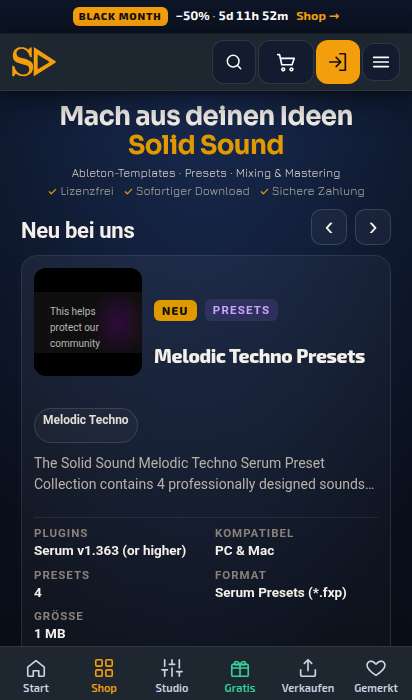 BLACK MONTH −50% · 5d 11h 52m Shop →
S
Mach aus deinen Ideen
Solid Sound
Ableton-Templates · Presets · Mixing & Mastering
✓ Lizenzfrei ✓ Sofortiger Download ✓ Sichere Zahlung
Neu bei uns
This helps
protect our
community
NEU PRESETS
Melodic Techno Presets
Melodic Techno
The Solid Sound Melodic Techno Serum Preset
Collection contains 4 professionally designed sounds…
PLUGINS KOMPATIBEL
Serum v1.363 (or higher) PC & Mac
PRESETS FORMAT
4 Serum Presets (*.fxp)
GRÖSSE
1 MB
Start Shop Studio Gratis Verkaufen Gemerkt